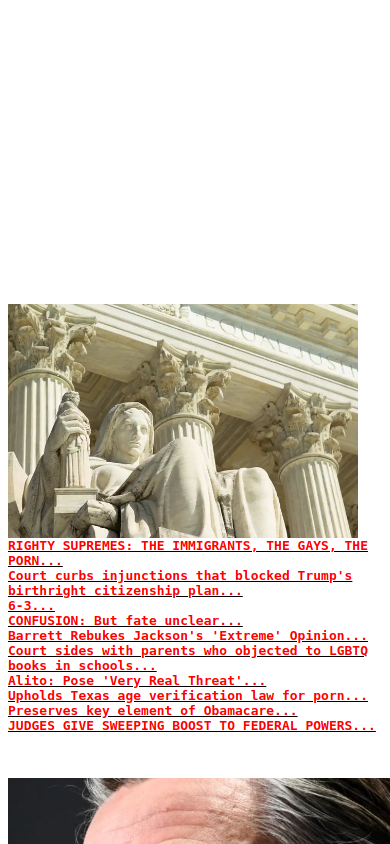 EQUAL JUS
RIGHTY SUPREMES: THE IMMIGRANTS, THE GAYS, THE
PORN...
Court curbs injunctions that blocked Trump's
birthright citizenship plan...
6-3...
CONFUSION: But fate unclear...
Barrett Rebukes Jackson's 'Extreme' Opinion...
Court sides with parents who objected to LGBTQ
books in schools...
Alito: Pose 'Very Real Threat'...
Upholds Texas age verification law for porn...
Preserves key element of Obamacare...
JUDGES GIVE SWEEPING BOOST TO FEDERAL POWERS...